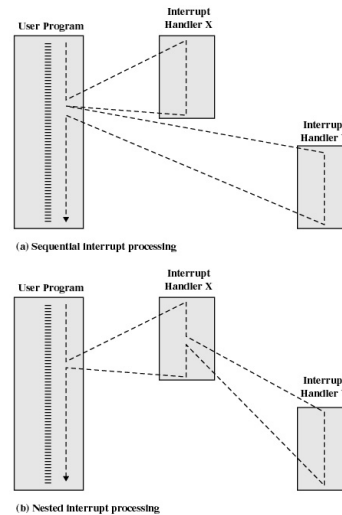 User Program
Interrupt
Handler X
Interrup
Handler
(a) Sequential interrupt processing
User Program
Interrupt
Handler X
Interrup
Handler
(b) Nested interrupt processing